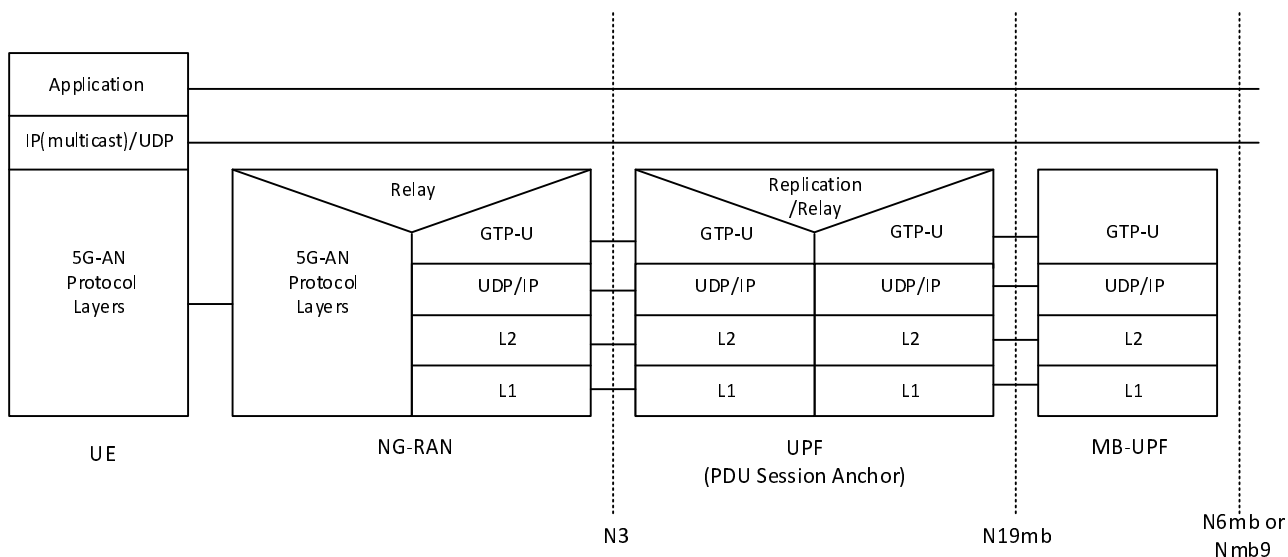 Application
IP(multicast)/UDP
5G-AN
Protocol
Layers
UE
Relay
5G-AN
Protocol
Layers
GTP-U
UDP/IP
L2
L1
NG-RAN
N3
Replication
/Relay
GTP-U
UDP/IP
L2
L1
GTP-U
UDP/IP
L2
L1
UPF
(PDU Session Anchor)
N19mb
GTP-U
UDP/IP
L2
L1
MB-UPF
N6mb or
Nmb9